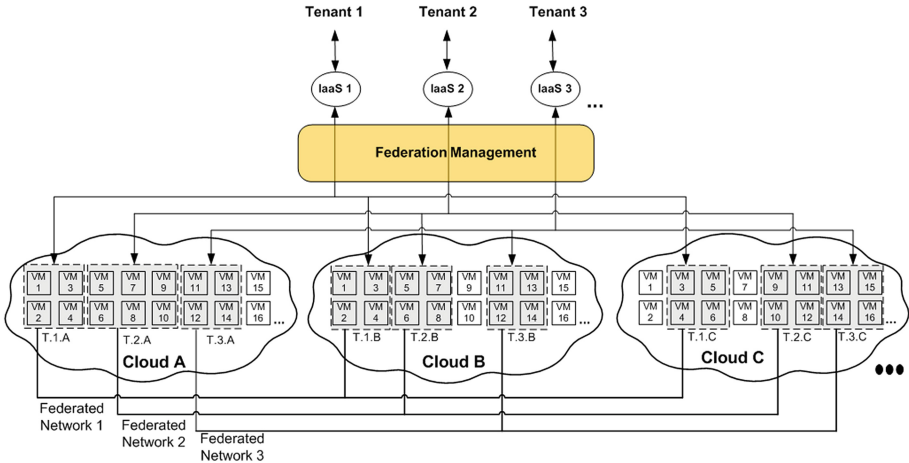 Tenant 1 Tenant 2 Tenant 3
IaaS 1 IaaS 2 IaaS 3 ...
Federation Management
VM 1 VM 3 VM 5 VM 7 VM 9 VM 11 VM 13 VM 15
VM 2 VM 4 VM 6 VM 8 VM 10 VM 12 VM 14 VM 16 ...
T.1.A T.2.A T.3.A
Cloud A
VM 1 VM 3 VM 5 VM 7 VM 9 VM 11 VM 13 VM 15
VM 2 VM 4 VM 6 VM 8 VM 10 VM 12 VM 14 VM 16 ...
T.1.B T.2.B T.3.B
Cloud B
VM 1 VM 3 VM 5 VM 7 VM 9 VM 11 VM 13 VM 15
VM 2 VM 4 VM 6 VM 8 VM 10 VM 12 VM 14 VM 16 ...
T.1.C T.2.C T.3.C
Cloud C
Federated
Network 1
Federated
Network 2
Federated
Network 3